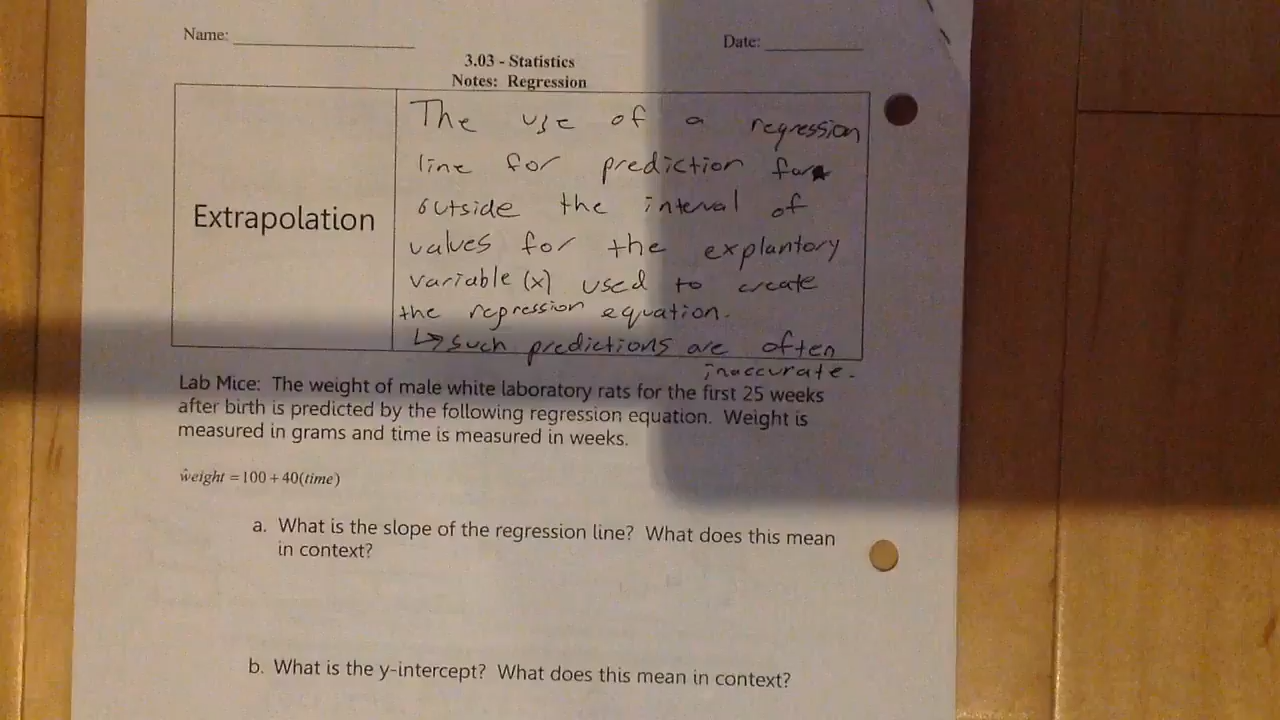 Name: ____________ Date: ____________
3.03 - Statistics
Notes: Regression
Extrapolation
The use of a regression
line for prediction far
outside the interval of
values for the explantory
variable (x) used to create
the regression equation.
↳ such predictions are often
inaccurate.
Lab Mice: The weight of male white laboratory rats for the first 25 weeks
after birth is predicted by the following regression equation. Weight is
measured in grams and time is measured in weeks.
ŵeight = 100 + 40(time)
a. What is the slope of the regression line? What does this mean
in context?
b. What is the y-intercept? What does this mean in context?